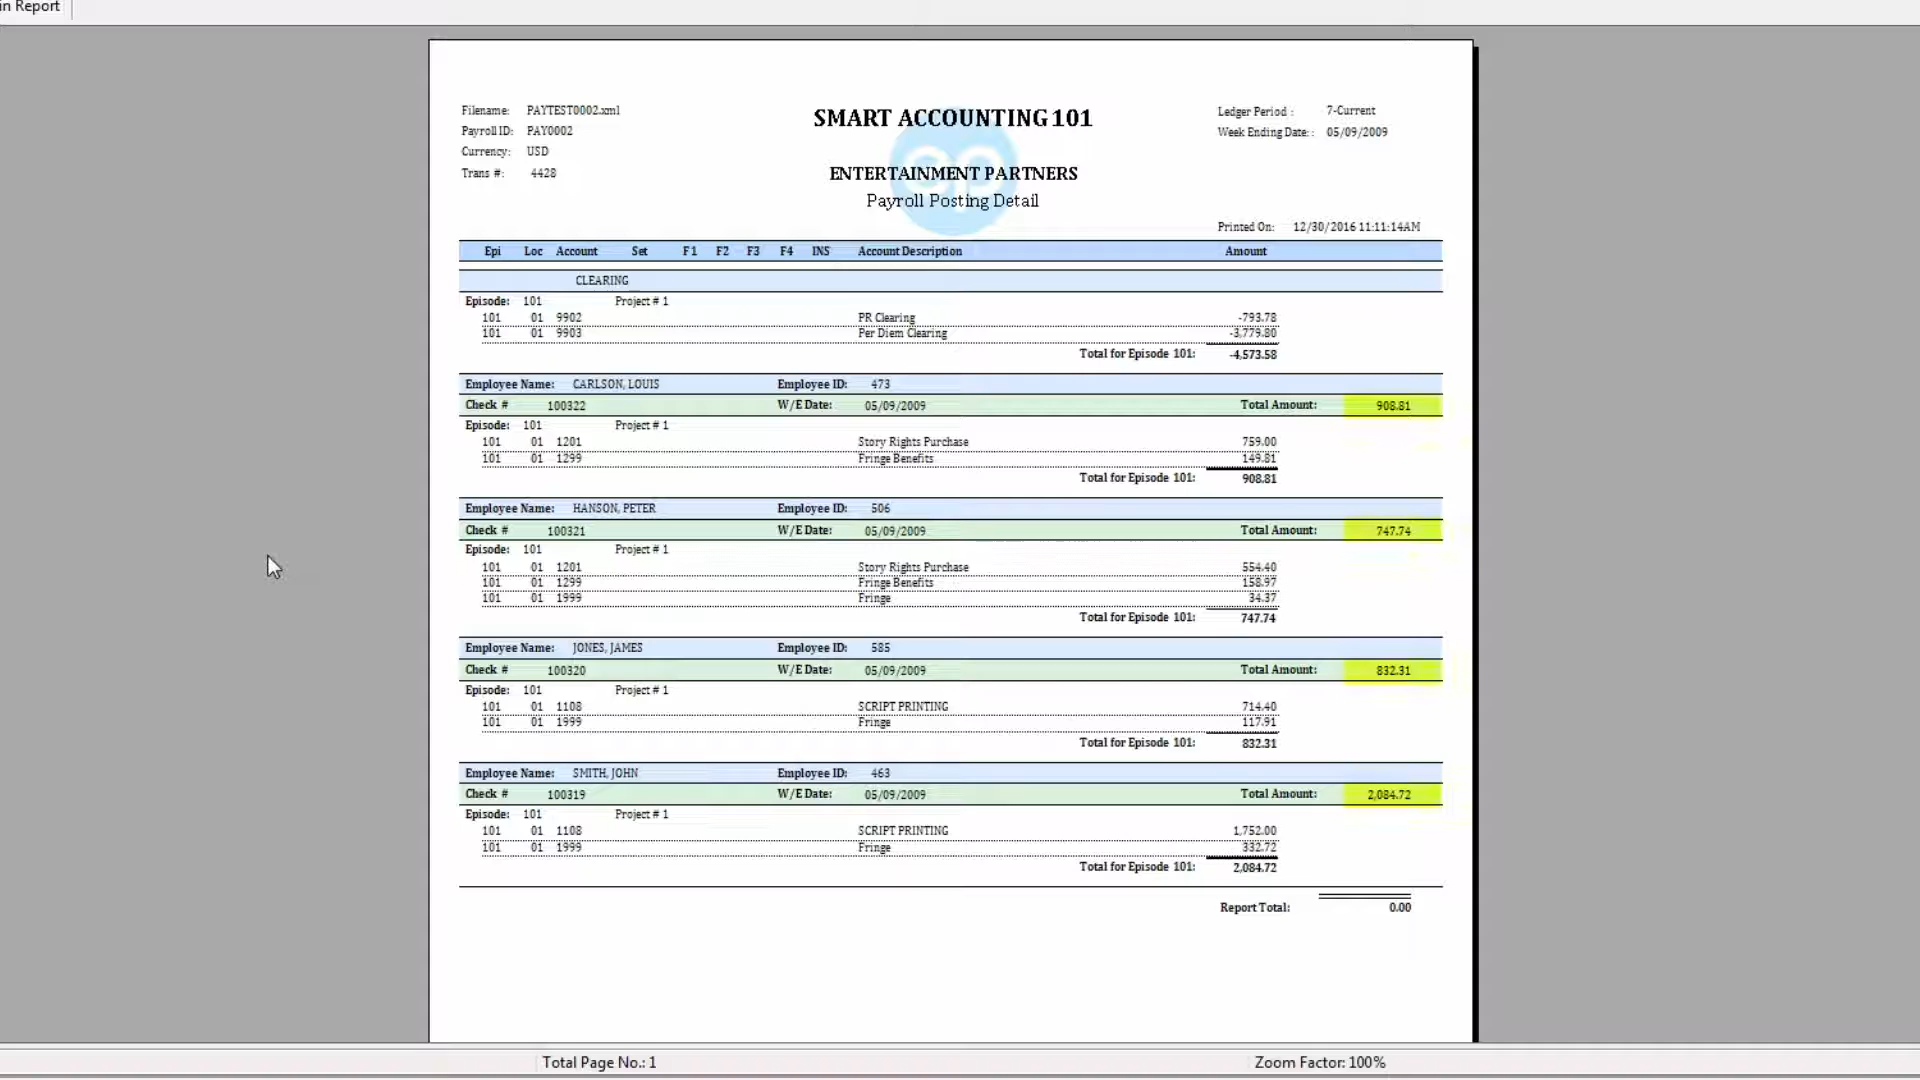 in Report
Filename: PAYTEST0002.xml
Payroll ID: PAY0002
Currency: USD
Trans #: 4428
SMART ACCOUNTING 101
ep
ENTERTAINMENT PARTNERS
Payroll Posting Detail
Ledger Period : 7-Current
Week Ending Date: : 05/09/2009
Printed On: 12/30/2016 11:11:14AM
Epi Loc Account Set F1 F2 F3 F4 INS Account Description Amount
CLEARING
Episode: 101 Project # 1
101 01 9902 PR Clearing -793.78
101 01 9903 Per Diem Clearing -3,779.80
Total for Episode 101: -4,573.58
Employee Name: CARLSON, LOUIS Employee ID: 473
Check # 100322 W/E Date: 05/09/2009 Total Amount: 908.81
Episode: 101 Project # 1
101 01 1201 Story Rights Purchase 759.00
101 01 1299 Fringe Benefits 149.81
Total for Episode 101: 908.81
Employee Name: HANSON, PETER Employee ID: 506
Check # 100321 W/E Date: 05/09/2009 Total Amount: 747.74
Episode: 101 Project # 1
101 01 1201 Story Rights Purchase 554.40
101 01 1299 Fringe Benefits 158.97
101 01 1999 Fringe 34.37
Total for Episode 101: 747.74
Employee Name: JONES, JAMES Employee ID: 585
Check # 100320 W/E Date: 05/09/2009 Total Amount: 832.31
Episode: 101 Project # 1
101 01 1108 SCRIPT PRINTING 714.40
101 01 1999 Fringe 117.91
Total for Episode 101: 832.31
Employee Name: SMITH, JOHN Employee ID: 463
Check # 100319 W/E Date: 05/09/2009 Total Amount: 2,084.72
Episode: 101 Project # 1
101 01 1108 SCRIPT PRINTING 1,752.00
101 01 1999 Fringe 332.72
Total for Episode 101: 2,084.72
Report Total: 0.00
Total Page No.: 1 Zoom Factor: 100%